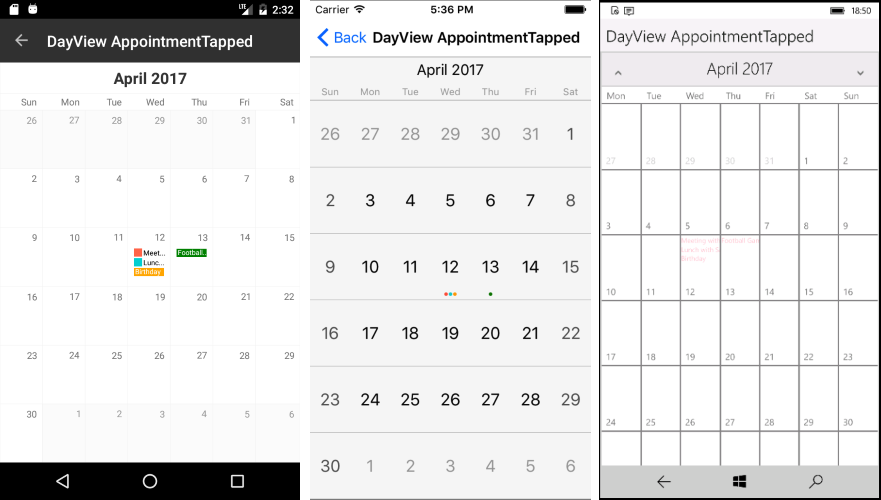 LTE 2:32
DayView AppointmentTapped
April 2017
Sun Mon Tue Wed Thu Fri Sat
26 27 28 29 30 31 1
2 3 4 5 6 7 8
9 10 11 12 13 14 15
Meet... Football..
Lunc...
Birthday
16 17 18 19 20 21 22
23 24 25 26 27 28 29
30 1 2 3 4 5 6
Carrier 5:36 PM
Back DayView AppointmentTapped
April 2017
Sun Mon Tue Wed Thu Fri Sat
26 27 28 29 30 31 1
2 3 4 5 6 7 8
9 10 11 12 13 14 15
16 17 18 19 20 21 22
23 24 25 26 27 28 29
30 1 2 3 4 5 6
18:50
DayView AppointmentTapped
April 2017
Mon Tue Wed Thu Fri Sat Sun
27 28 29 30 31 1 2
3 4 5 6 7 8 9
Meeting with Football Gam
Lunch with S
Birthday
10 11 12 13 14 15 16
17 18 19 20 21 22 23
24 25 26 27 28 29 30